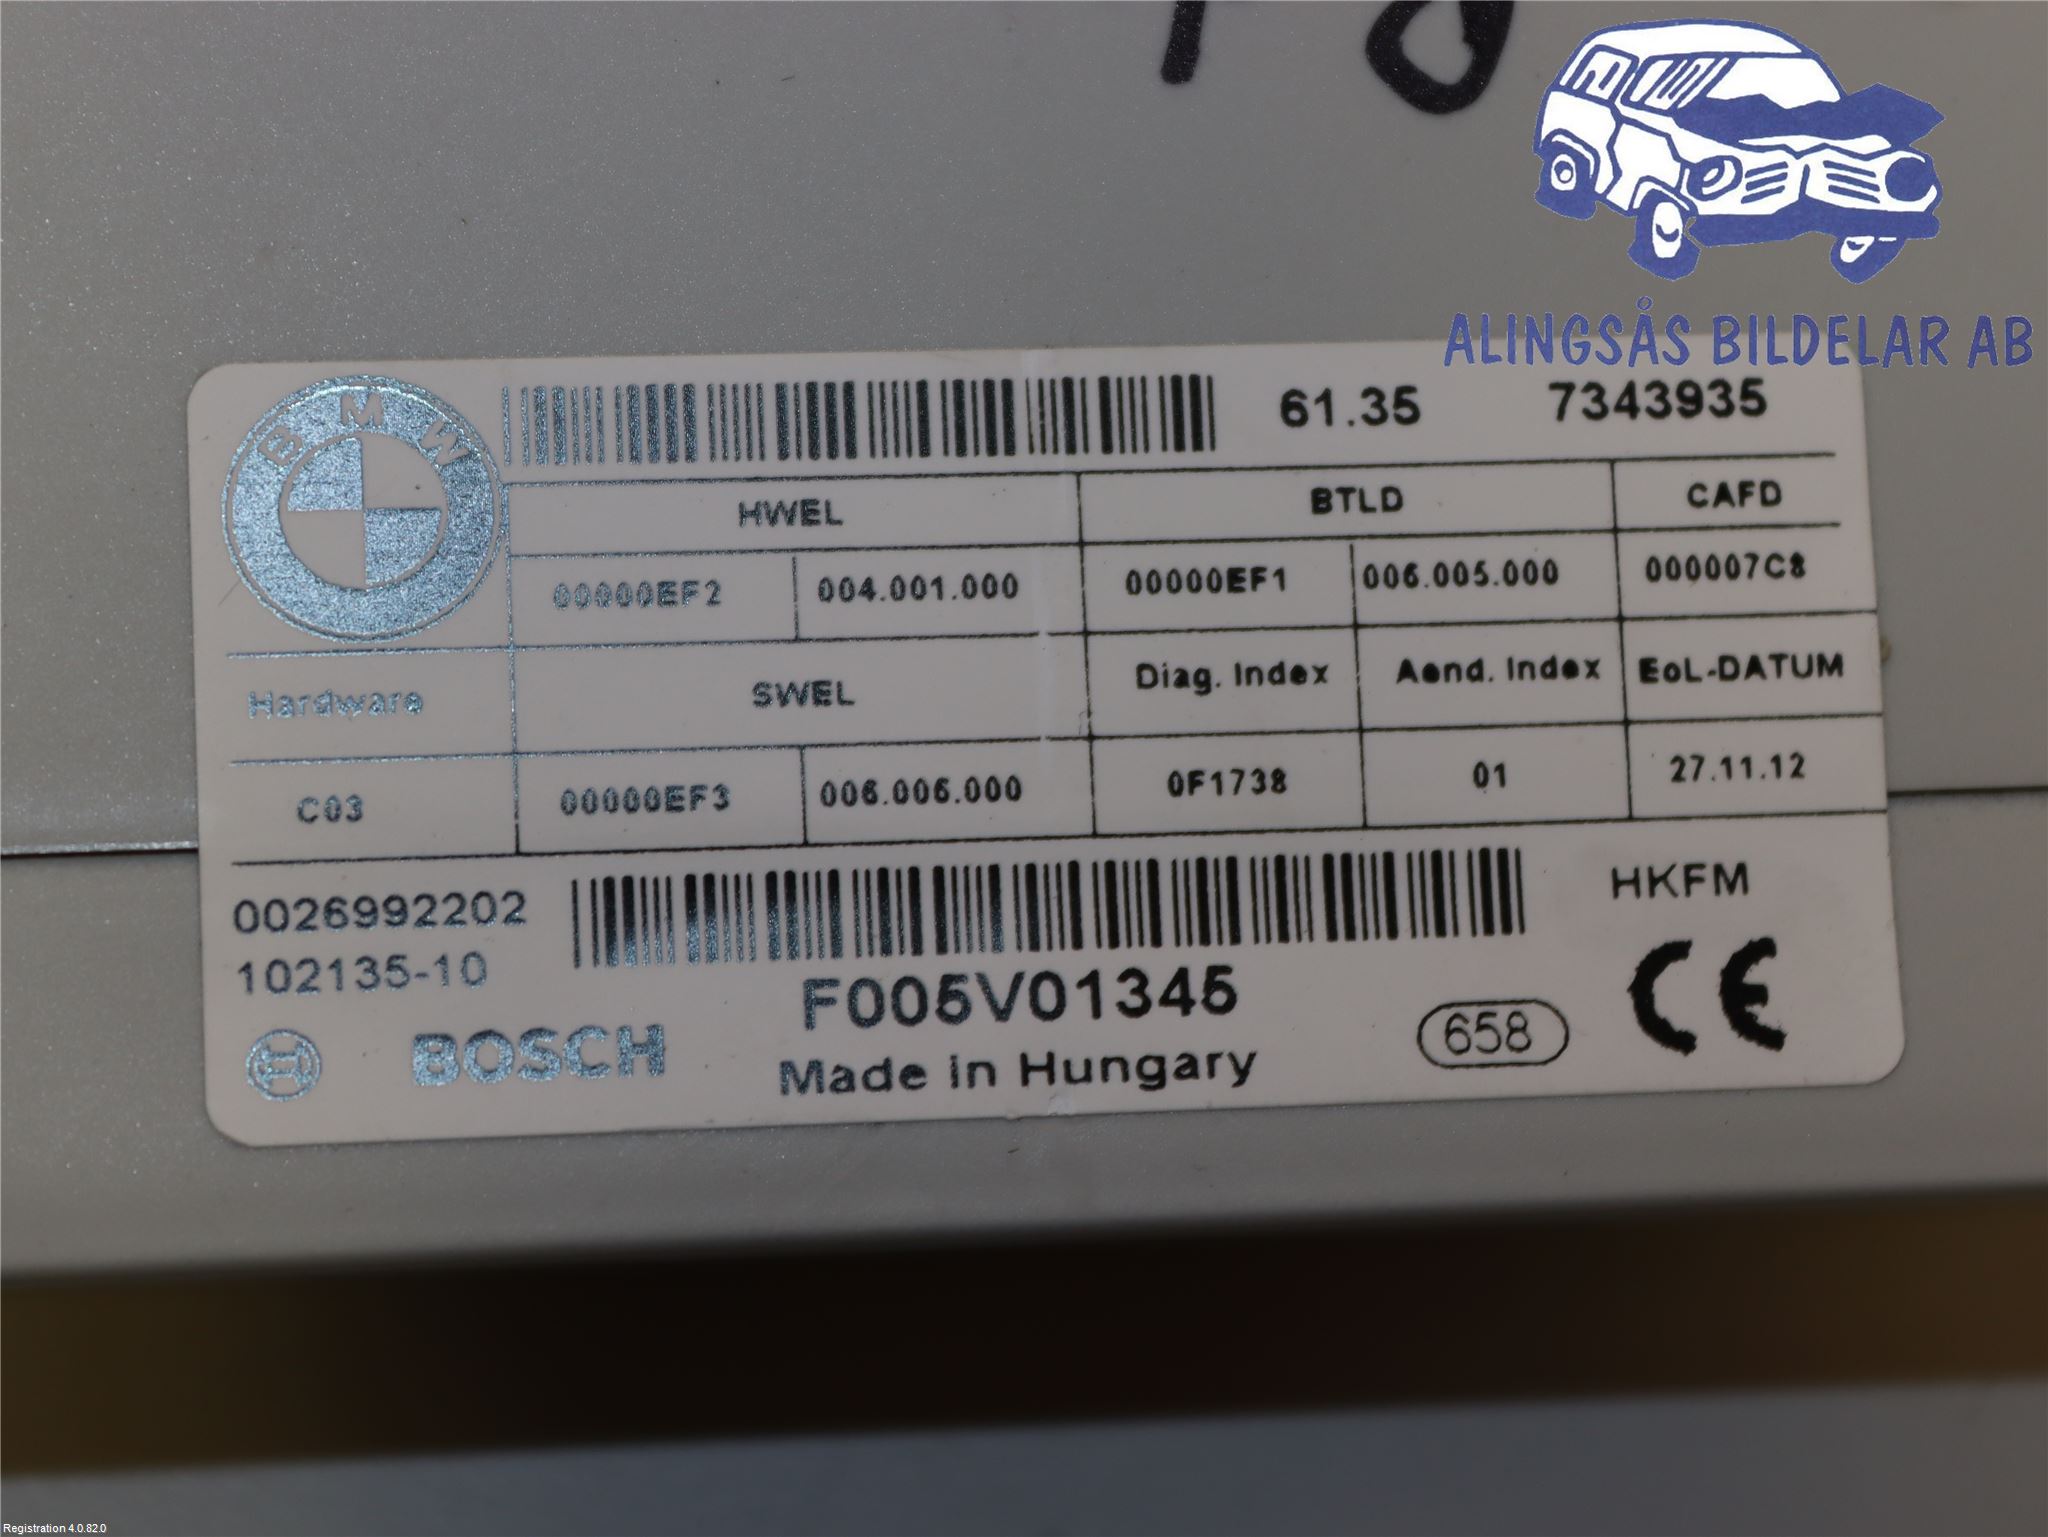 ALINGSÅS BILDELAR AB
BMW
61.35 7343935
HWEL BTLD CAFD
00000EF2 004.001.000 00000EF1 006.005.000 000007C8
Hardware SWEL Diag. Index Aend. Index EoL-DATUM
C03 00000EF3 006.006.000 0F1738 01 27.11.12
0026992202 HKFM
102135-10
F005V01345
BOSCH Made in Hungary 658 CE
Registration 4.0.82.0